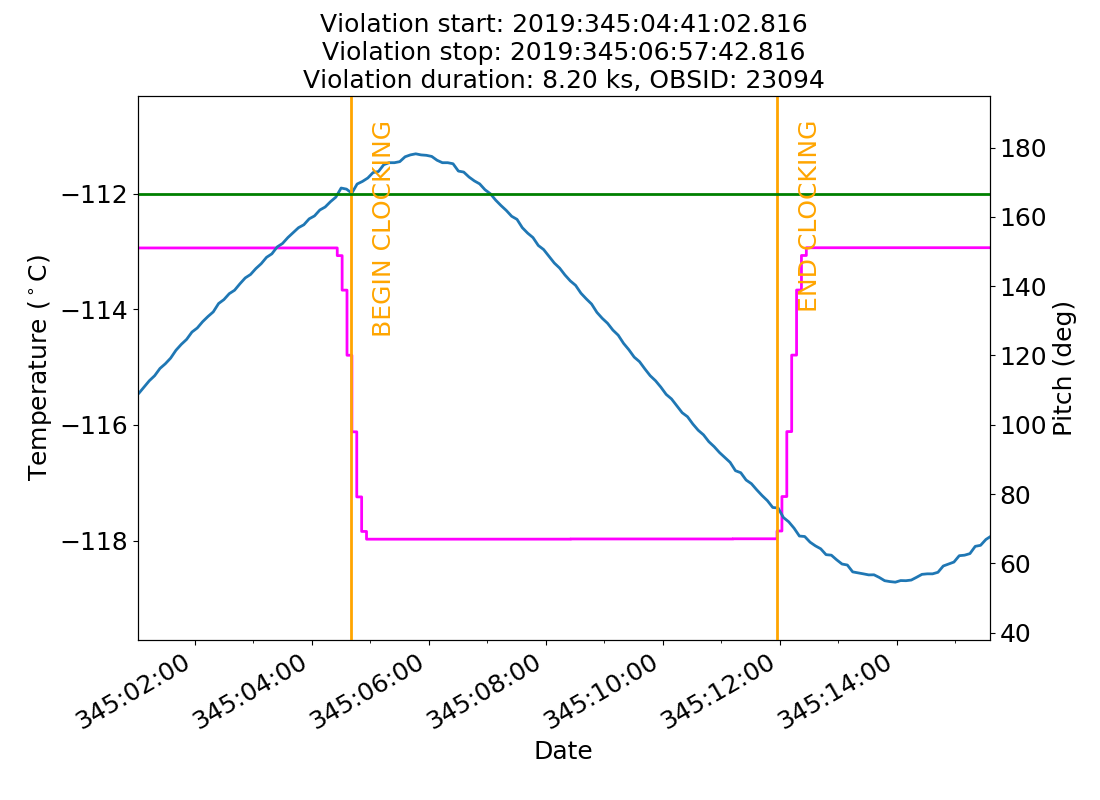 Violation start: 2019:345:04:41:02.816
Violation stop: 2019:345:06:57:42.816
Violation duration: 8.20 ks, OBSID: 23094
Temperature (°C)
−112
−114
−116
−118
BEGIN CLOCKING
END CLOCKING
180
160
140
120
100
80
60
40
Pitch (deg)
345:02:00
345:04:00
345:06:00
345:08:00
345:10:00
345:12:00
345:14:00
Date